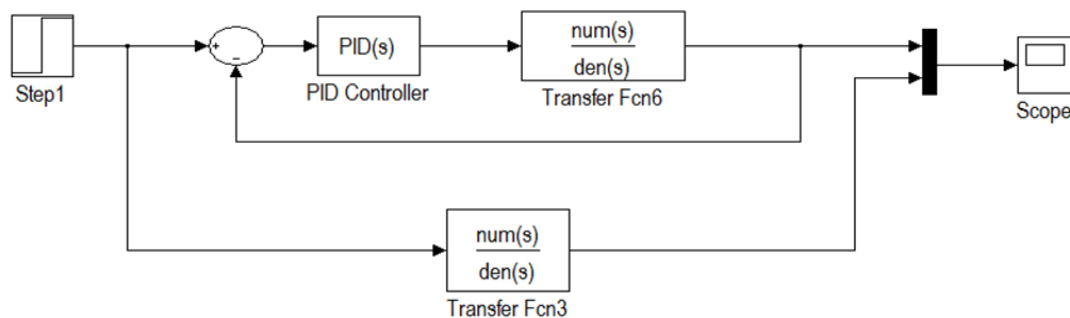 Step1
+
−
PID(s)
PID Controller
num(s)
den(s)
Transfer Fcn6
Scope
num(s)
den(s)
Transfer Fcn3